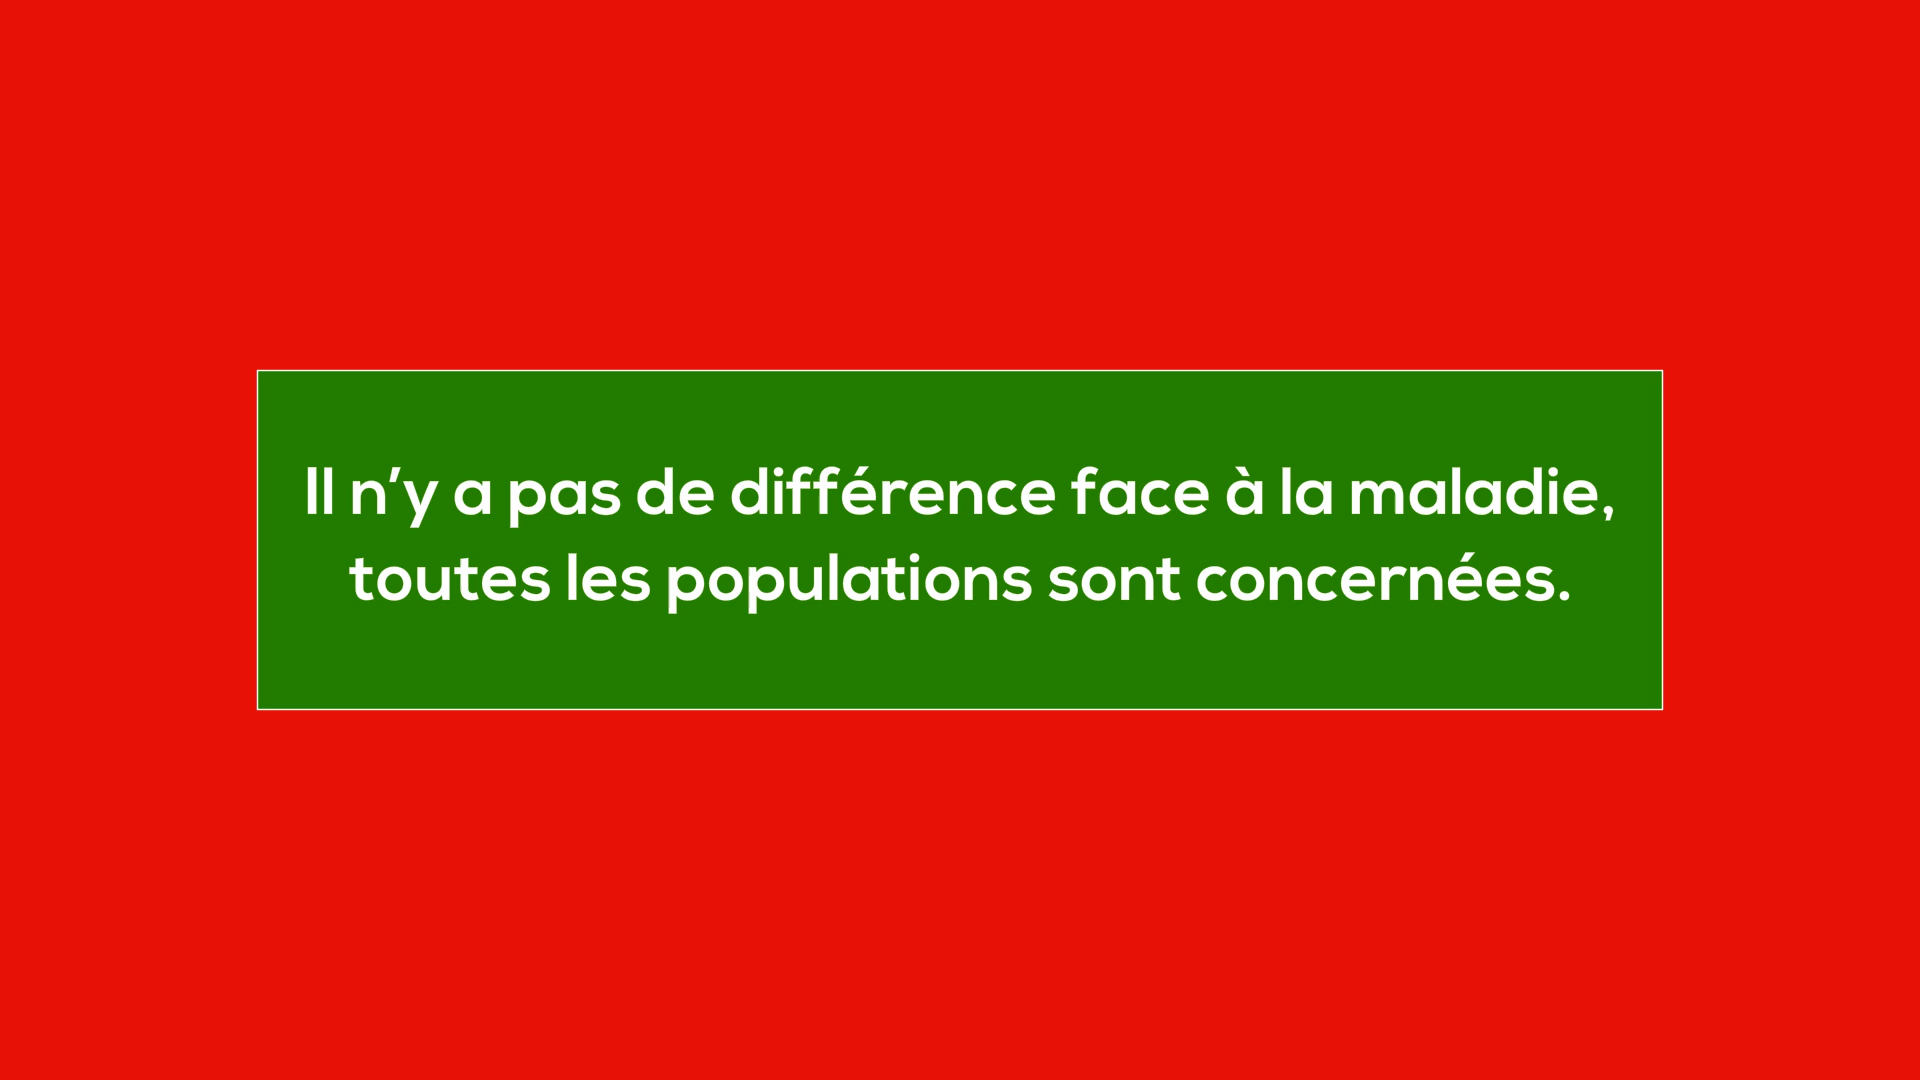 Il n’y a pas de différence face à la maladie,
toutes les populations sont concernées.